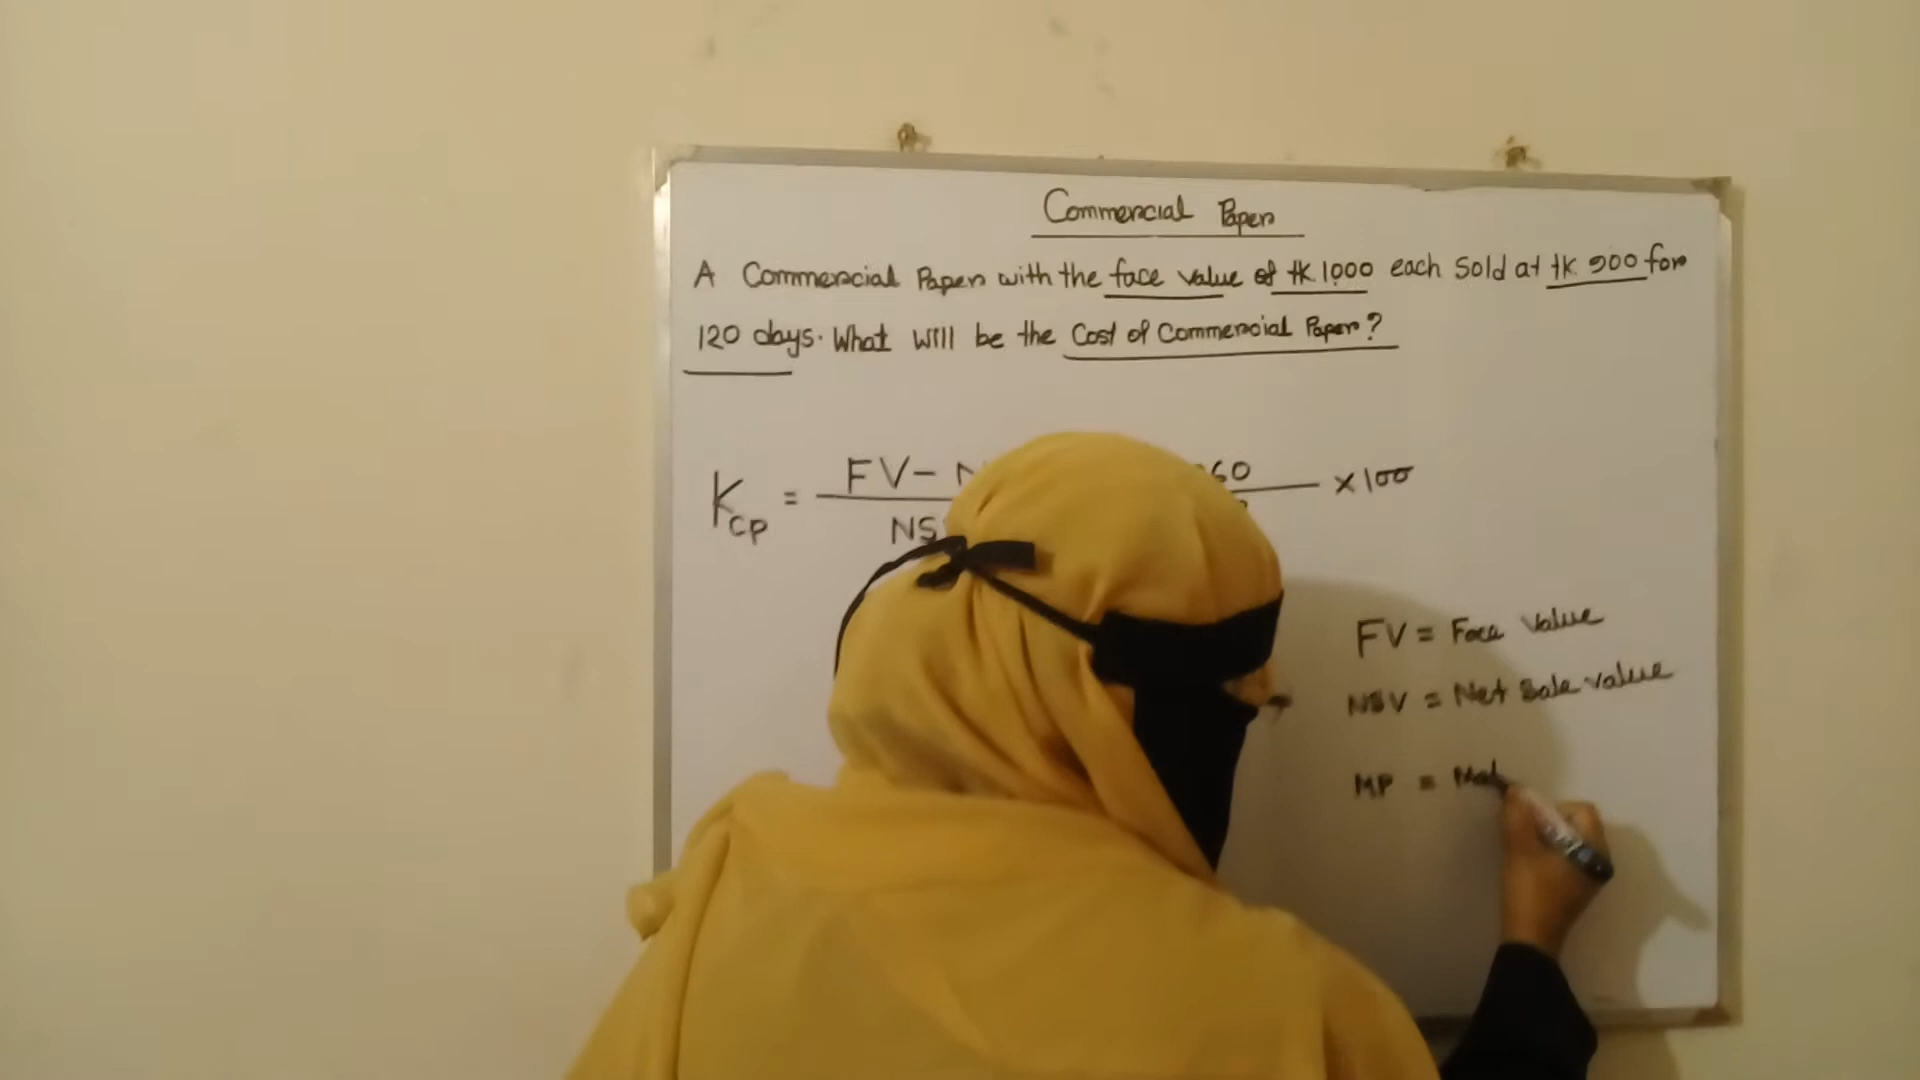 Commercial Paper
A Commercial Paper with the face value of tk 1000 each sold at tk 900 for
120 days. What will be the Cost of Commercial Paper?
Kcp = FV - 60 × 100
NS
FV = Face Value
NSV = Net Sale Value
MP =